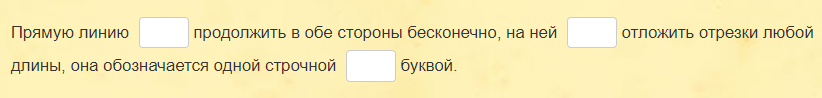 Прямую линию продолжить в обе стороны бесконечно, на ней отложить отрезки любой
длины, она обозначается одной строчной буквой.